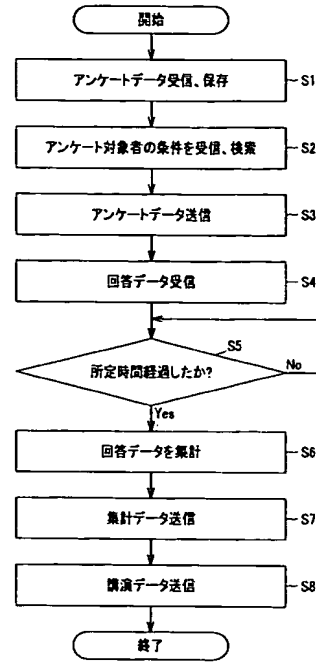 開始
アンケートデータ受信、保存
S1
アンケート対象者の条件を受信、検索
S2
アンケートデータ送信
S3
回答データ受信
S4
S5
所定時間経過したか?
No
Yes
回答データを集計
S6
集計データ送信
S7
講演データ送信
S8
終了